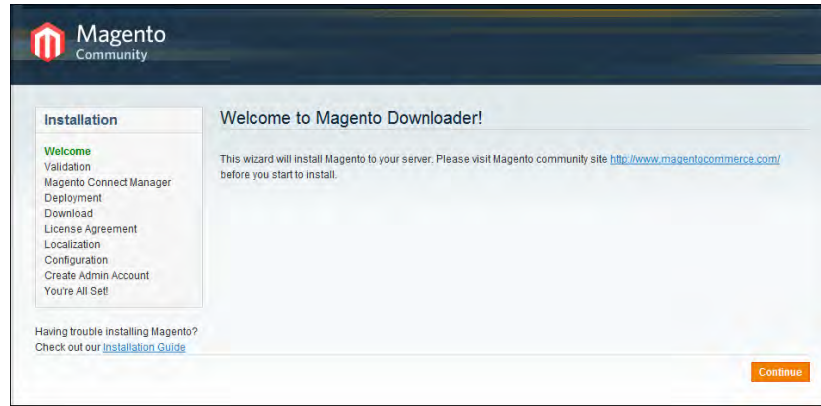 Magento
Community
Installation
Welcome
Validation
Magento Connect Manager
Deployment
Download
License Agreement
Localization
Configuration
Create Admin Account
You're All Set!
Having trouble installing Magento?
Check out our Installation Guide
Welcome to Magento Downloader!
This wizard will install Magento to your server. Please visit Magento community site http://www.magentocommerce.com/
before you start to install.
Continue